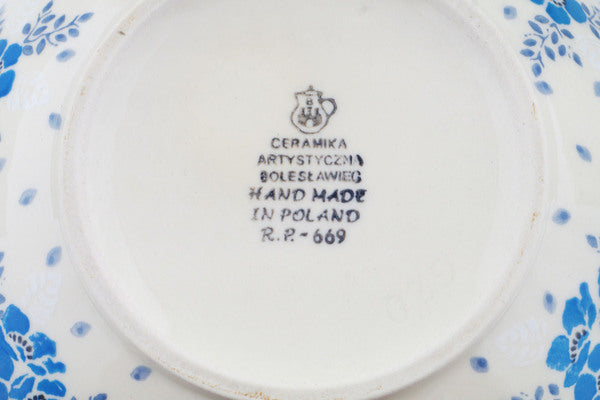 B
CERAMIKA
ARTYSTYCZNA
BOLESŁAWIEC
HAND MADE
IN POLAND
R.P.-669